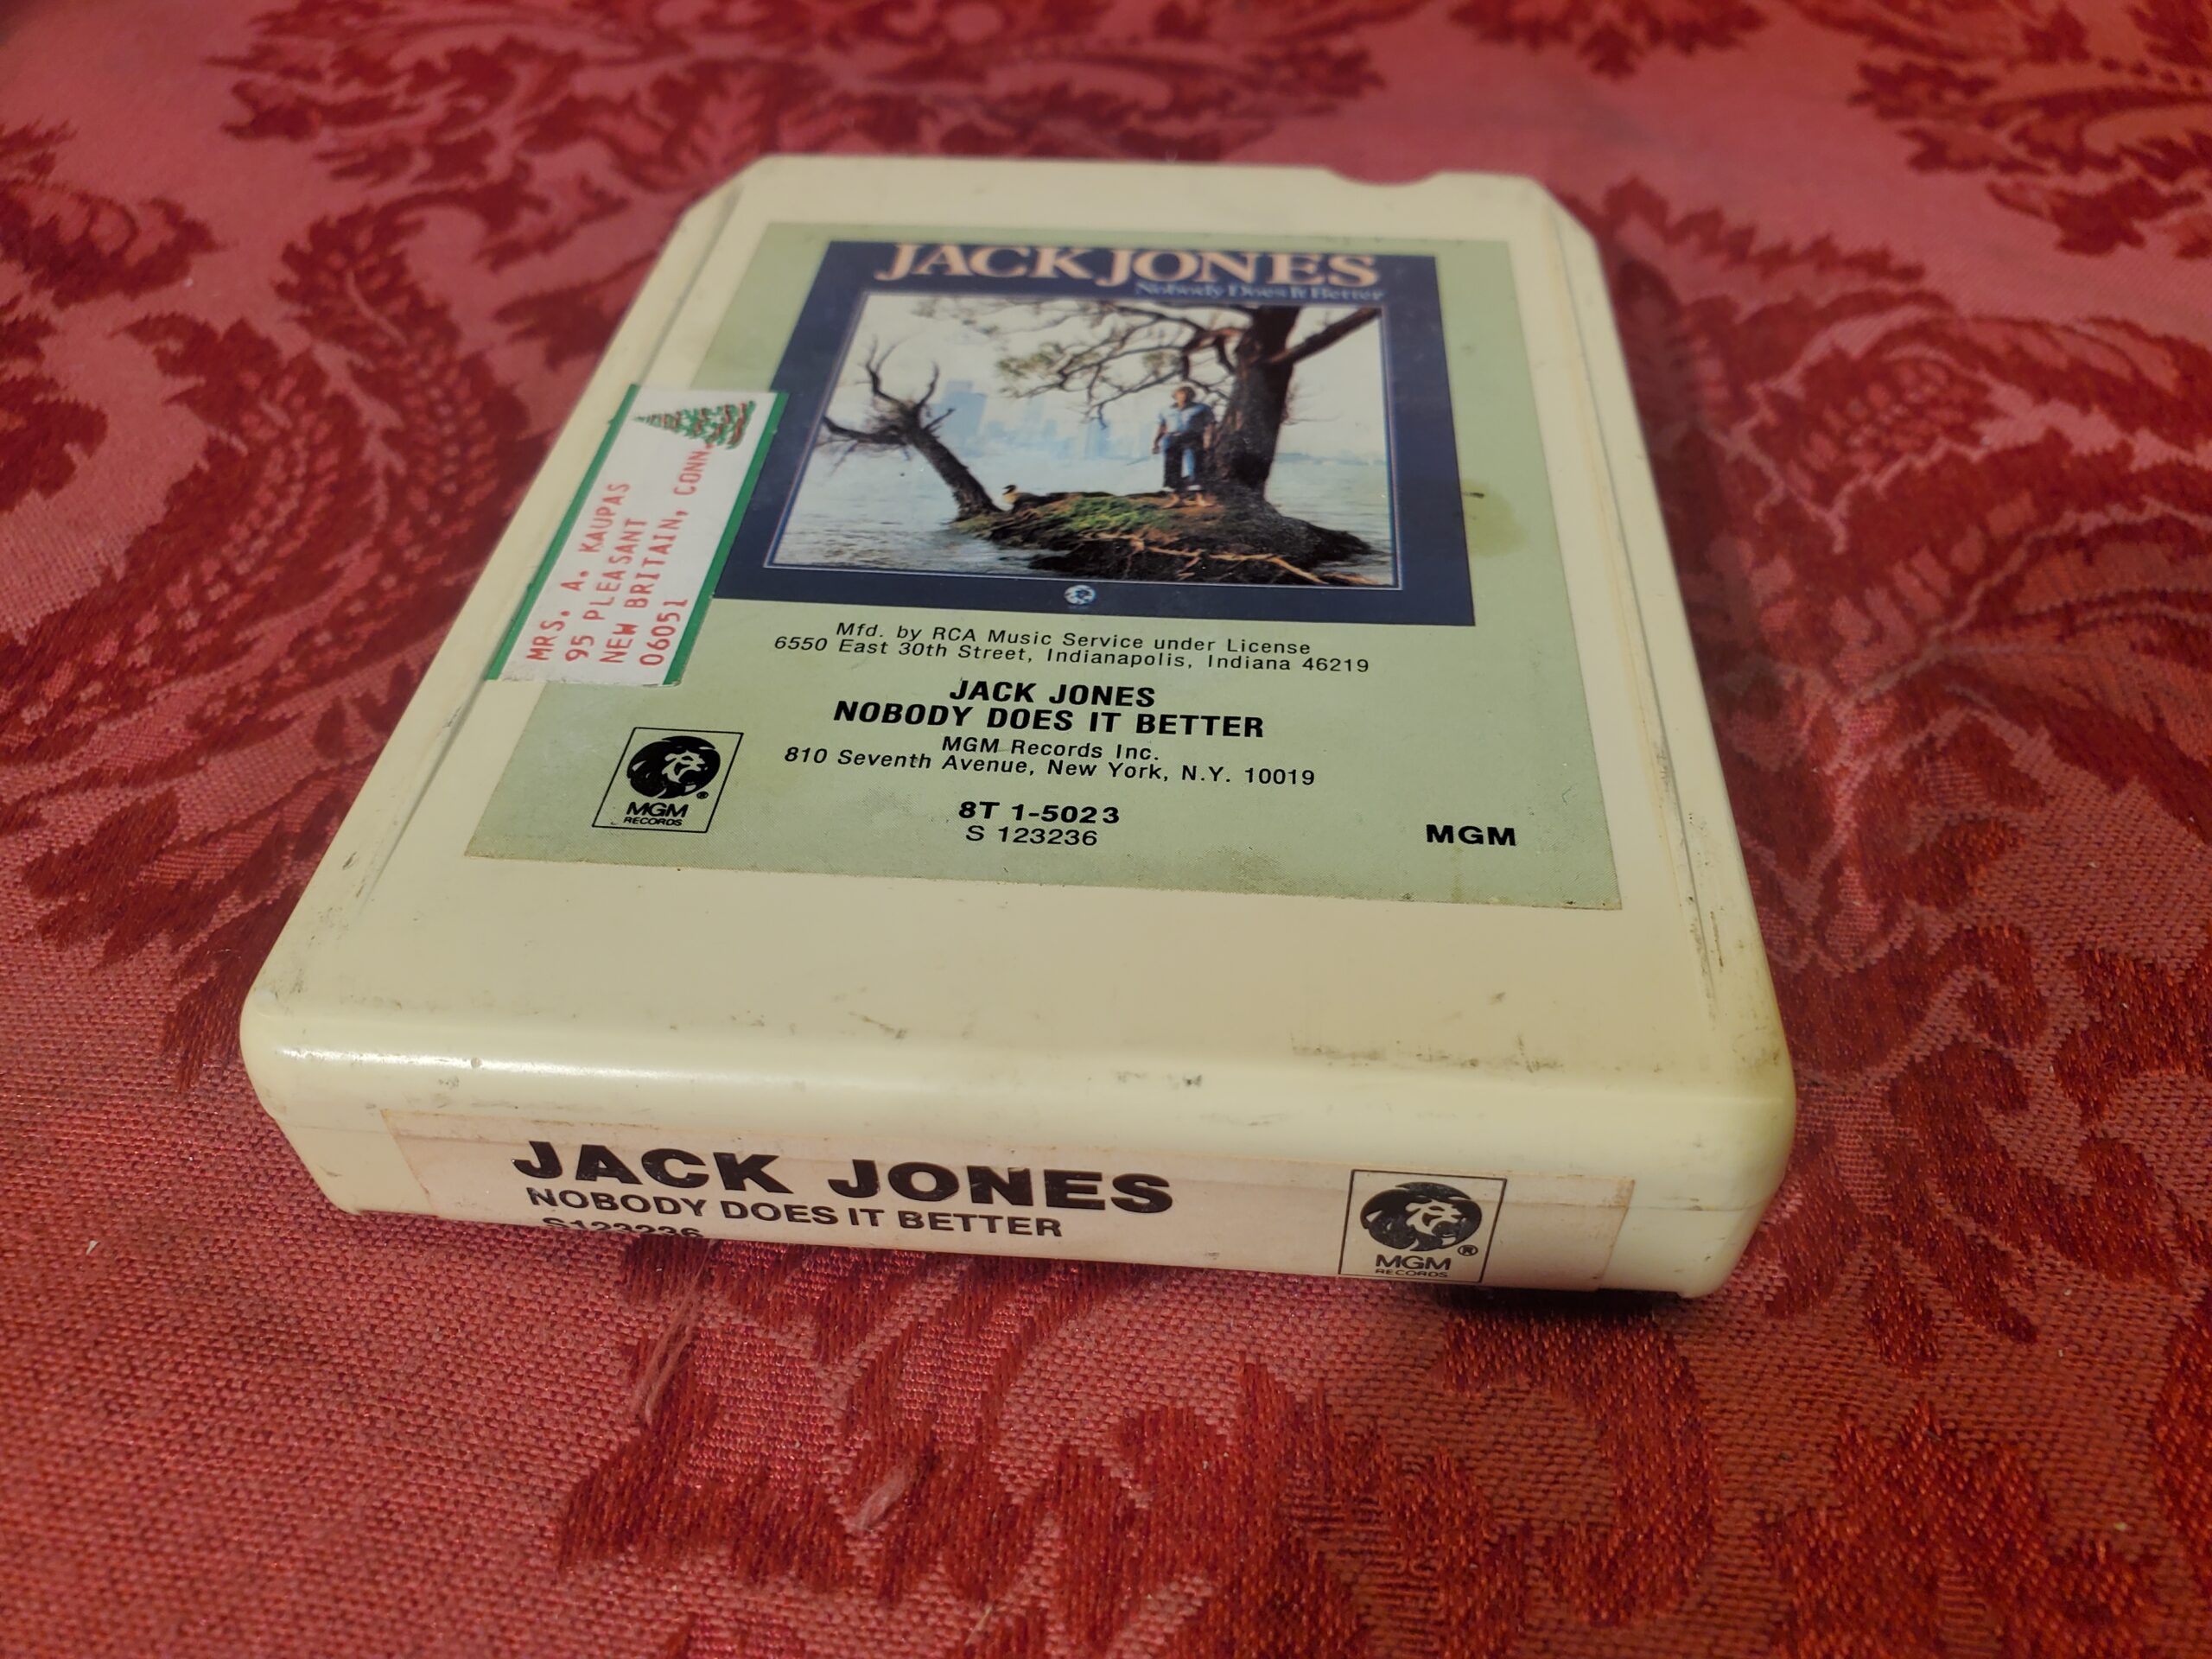 JACK JONES
Nobody Does It Better
MRS. A. KAUPAS
95 PLEASANT
NEW BRITAIN, CONN.
06051
Mfd. by RCA Music Service under License
6550 East 30th Street, Indianapolis, Indiana 46219
JACK JONES
NOBODY DOES IT BETTER
MGM Records Inc.
810 Seventh Avenue, New York, N.Y. 10019
MGM ®
RECORDS
8T 1-5023
S 123236
MGM
JACK JONES
NOBODY DOES IT BETTER
S123236
MGM ®
RECORDS